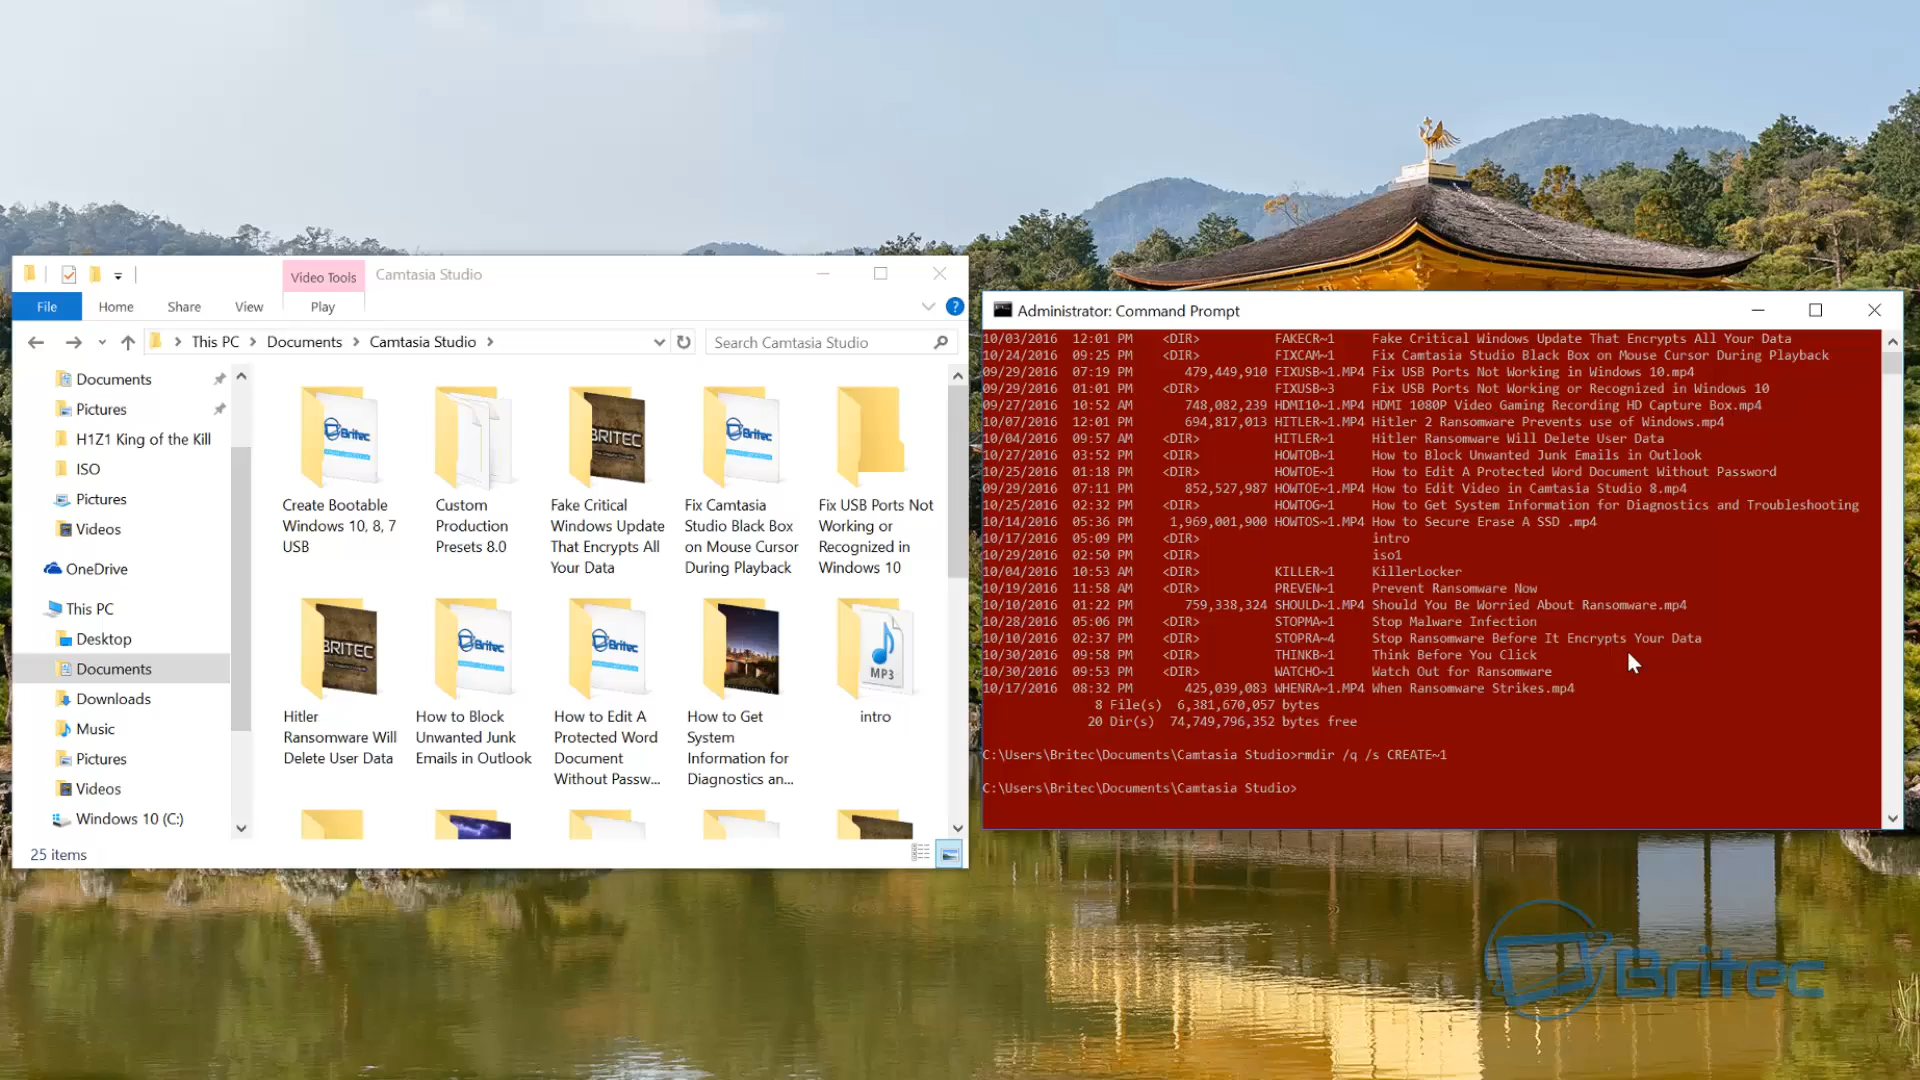 Video Tools
Camtasia Studio
File
Home
Share
View
Play
This PC
Documents
Camtasia Studio
Search Camtasia Studio
Documents
Pictures
H1Z1 King of the Kill
ISO
Pictures
Videos
OneDrive
This PC
Desktop
Documents
Downloads
Music
Pictures
Videos
Windows 10 (C:)
25 items
Britec
Create Bootable
Windows 10, 8, 7
USB
Custom
Production
Presets 8.0
BRITEC
Fake Critical
Windows Update
That Encrypts All
Your Data
Britec
Fix Camtasia
Studio Black Box
on Mouse Cursor
During Playback
Fix USB Ports Not
Working or
Recognized in
Windows 10
BRITEC
Hitler
Ransomware Will
Delete User Data
Britec
How to Block
Unwanted Junk
Emails in Outlook
Britec
How to Edit A
Protected Word
Document
Without Passw...
How to Get
System
Information for
Diagnostics an...
MP3
intro
Administrator: Command Prompt
10/03/2016 12:01 PM <DIR> FAKECR~1 Fake Critical Windows Update That Encrypts All Your Data
10/24/2016 09:25 PM <DIR> FIXCAM~1 Fix Camtasia Studio Black Box on Mouse Cursor During Playback
09/29/2016 07:19 PM 479,449,910 FIXUSB~1.MP4 Fix USB Ports Not Working in Windows 10.mp4
09/29/2016 01:01 PM <DIR> FIXUSB~3 Fix USB Ports Not Working or Recognized in Windows 10
09/27/2016 10:52 AM 748,082,239 HDMI10~1.MP4 HDMI 1080P Video Gaming Recording HD Capture Box.mp4
10/07/2016 12:01 PM 694,817,013 HITLER~1.MP4 Hitler 2 Ransomware Prevents use of Windows.mp4
10/04/2016 09:57 AM <DIR> HITLER~1 Hitler Ransomware Will Delete User Data
10/27/2016 03:52 PM <DIR> HOWTOB~1 How to Block Unwanted Junk Emails in Outlook
10/25/2016 01:18 PM <DIR> HOWTOE~1 How to Edit A Protected Word Document Without Password
09/29/2016 07:11 PM 852,527,987 HOWTOE~1.MP4 How to Edit Video in Camtasia Studio 8.mp4
10/25/2016 02:32 PM <DIR> HOWTOG~1 How to Get System Information for Diagnostics and Troubleshooting
10/14/2016 05:36 PM 1,969,001,900 HOWTOS~1.MP4 How to Secure Erase A SSD .mp4
10/17/2016 05:09 PM <DIR> intro
10/29/2016 02:50 PM <DIR> iso1
10/04/2016 10:53 AM <DIR> KILLER~1 KillerLocker
10/19/2016 11:58 AM <DIR> PREVEN~1 Prevent Ransomware Now
10/10/2016 01:22 PM 759,338,324 SHOULD~1.MP4 Should You Be Worried About Ransomware.mp4
10/28/2016 05:06 PM <DIR> STOPMA~1 Stop Malware Infection
10/10/2016 02:37 PM <DIR> STOPRA~4 Stop Ransomware Before It Encrypts Your Data
10/30/2016 09:58 PM <DIR> THINKB~1 Think Before You Click
10/30/2016 09:53 PM <DIR> WATCHO~1 Watch Out for Ransomware
10/17/2016 08:32 PM 425,039,083 WHENRA~1.MP4 When Ransomware Strikes.mp4
8 File(s) 6,381,670,057 bytes
20 Dir(s) 74,749,796,352 bytes free
C:\Users\Britec\Documents\Camtasia Studio>rmdir /q /s CREATE~1
C:\Users\Britec\Documents\Camtasia Studio>
Britec